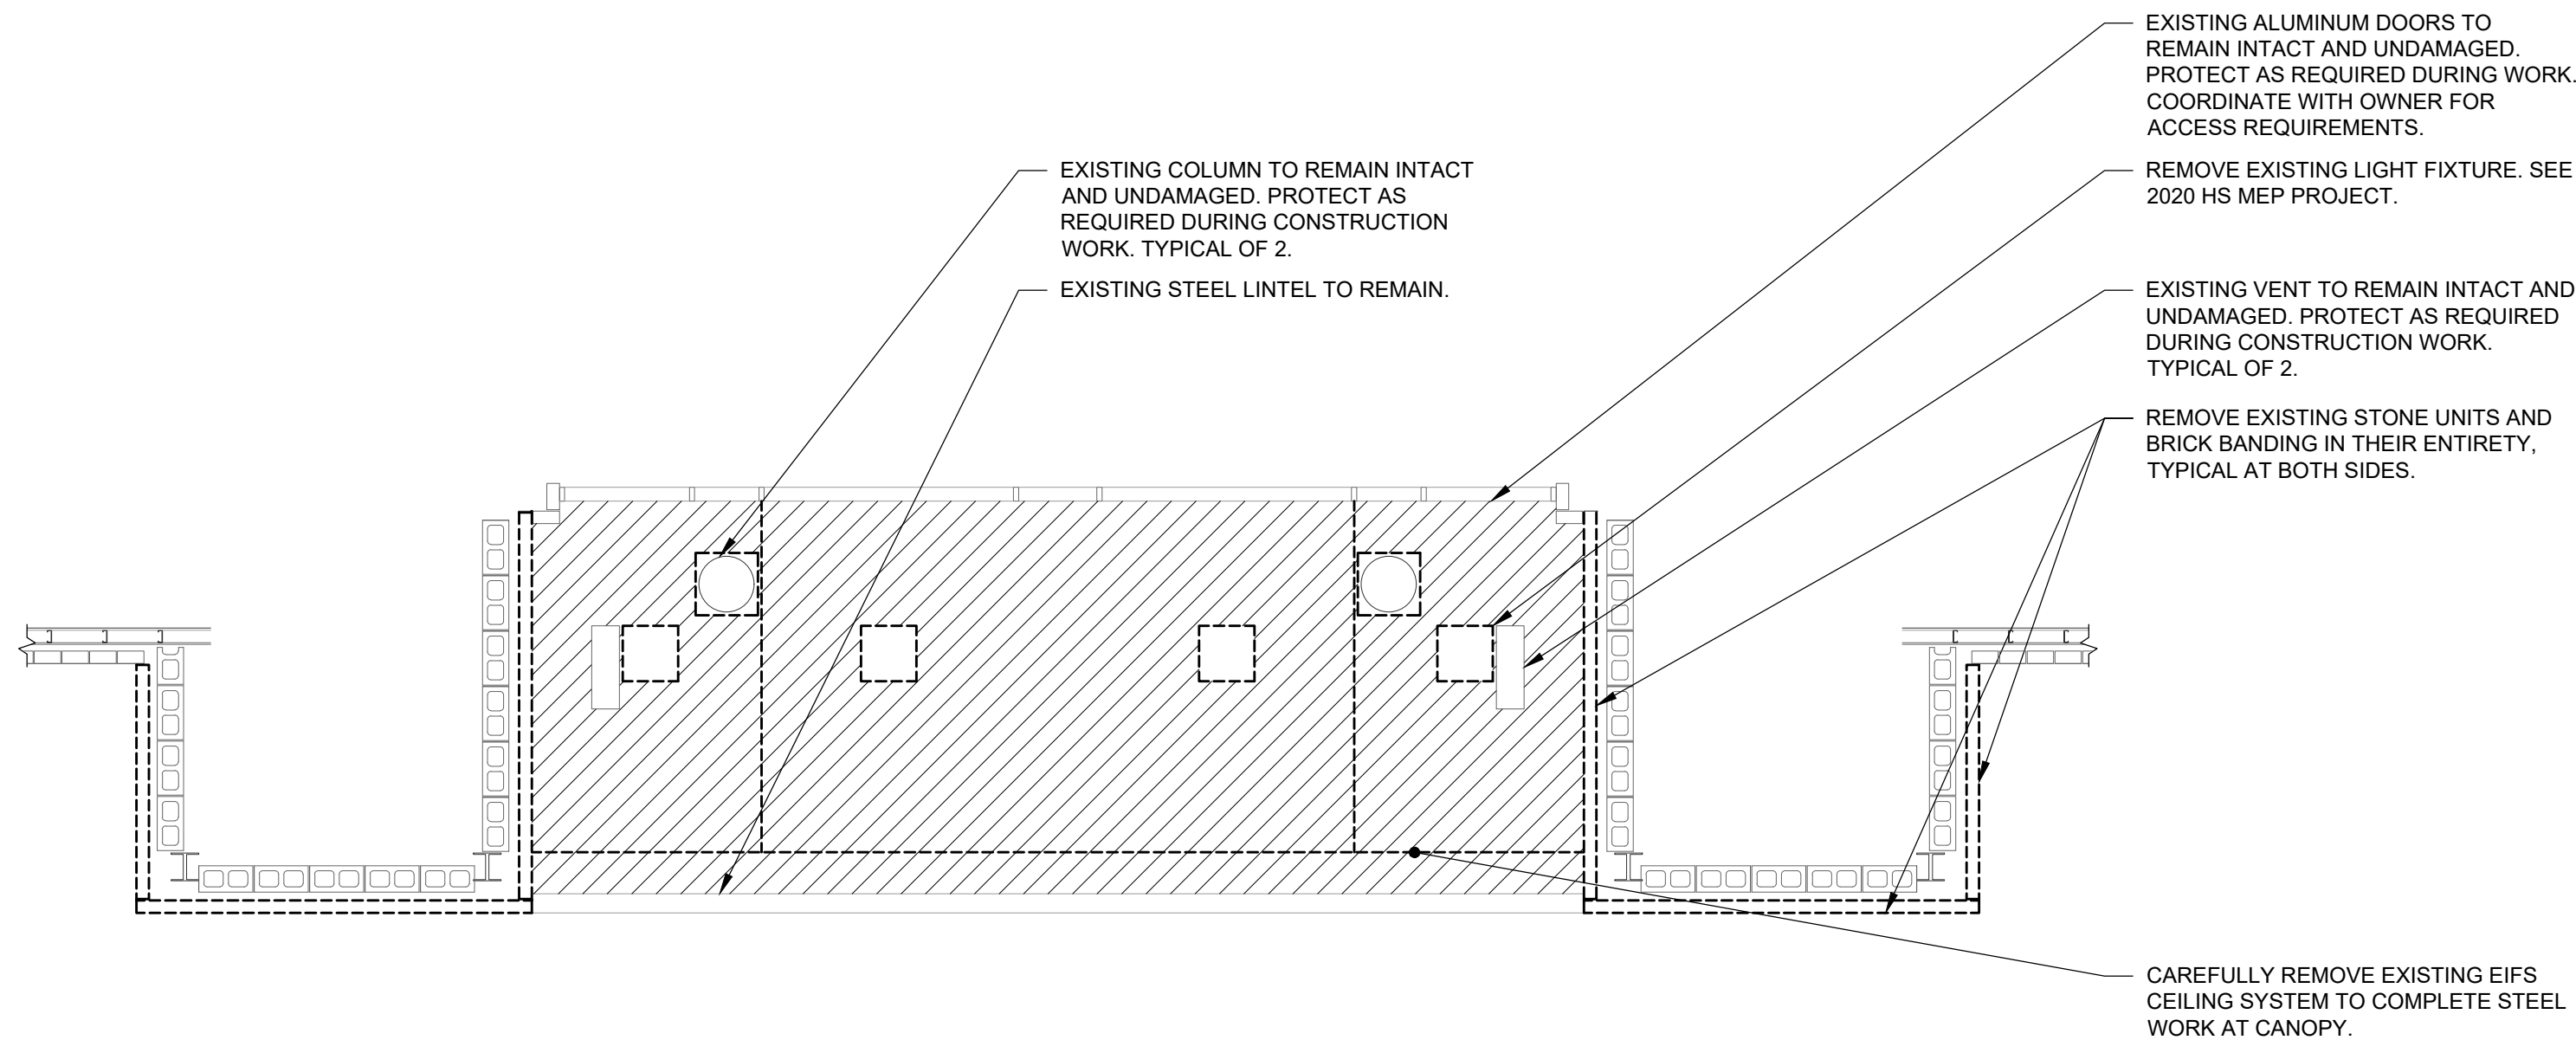 EXISTING ALUMINUM DOORS TO
REMAIN INTACT AND UNDAMAGED.
PROTECT AS REQUIRED DURING WORK.
COORDINATE WITH OWNER FOR
ACCESS REQUIREMENTS.
EXISTING COLUMN TO REMAIN INTACT
AND UNDAMAGED. PROTECT AS
REQUIRED DURING CONSTRUCTION
WORK. TYPICAL OF 2.
EXISTING STEEL LINTEL TO REMAIN.
REMOVE EXISTING LIGHT FIXTURE. SEE
2020 HS MEP PROJECT.
EXISTING VENT TO REMAIN INTACT AND
UNDAMAGED. PROTECT AS REQUIRED
DURING CONSTRUCTION WORK.
TYPICAL OF 2.
REMOVE EXISTING STONE UNITS AND
BRICK BANDING IN THEIR ENTIRETY,
TYPICAL AT BOTH SIDES.
CAREFULLY REMOVE EXISTING EIFS
CEILING SYSTEM TO COMPLETE STEEL
WORK AT CANOPY.